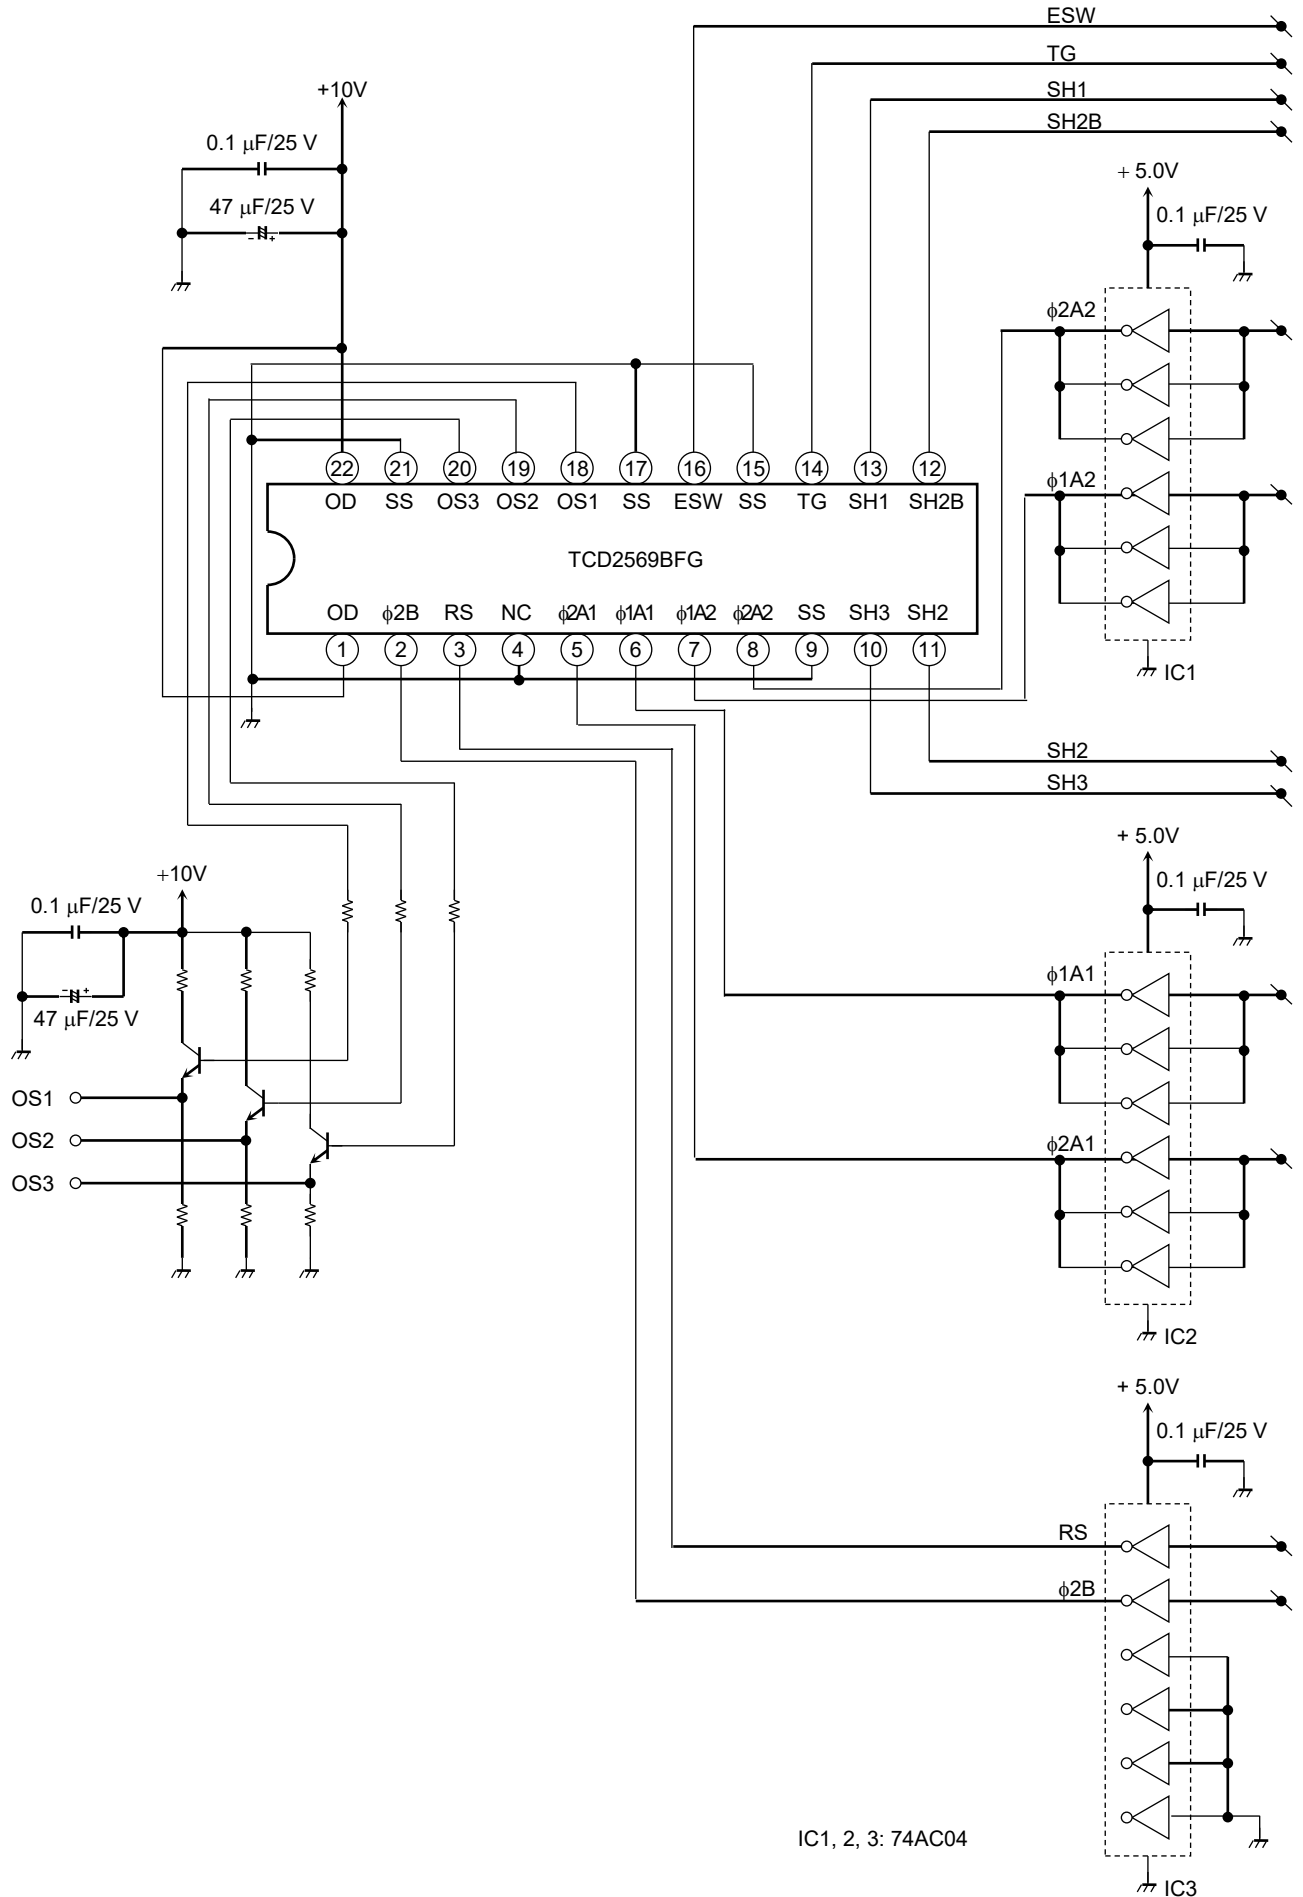 ESW
TG
SH1
SH2B
+10V
0.1 μF/25 V
47 μF/25 V
- +
+ 5.0V
0.1 μF/25 V
ϕ2A2
ϕ1A2
IC1
22 21 20 19 18 17 16 15 14 13 12
OD SS OS3 OS2 OS1 SS ESW SS TG SH1 SH2B
TCD2569BFG
OD ϕ2B RS NC ϕ2A1 ϕ1A1 ϕ1A2 ϕ2A2 SS SH3 SH2
1 2 3 4 5 6 7 8 9 10 11
SH2
SH3
+10V
0.1 μF/25 V
- +
47 μF/25 V
OS1
OS2
OS3
+ 5.0V
0.1 μF/25 V
ϕ1A1
ϕ2A1
IC2
+ 5.0V
0.1 μF/25 V
RS
ϕ2B
IC1, 2, 3: 74AC04
IC3